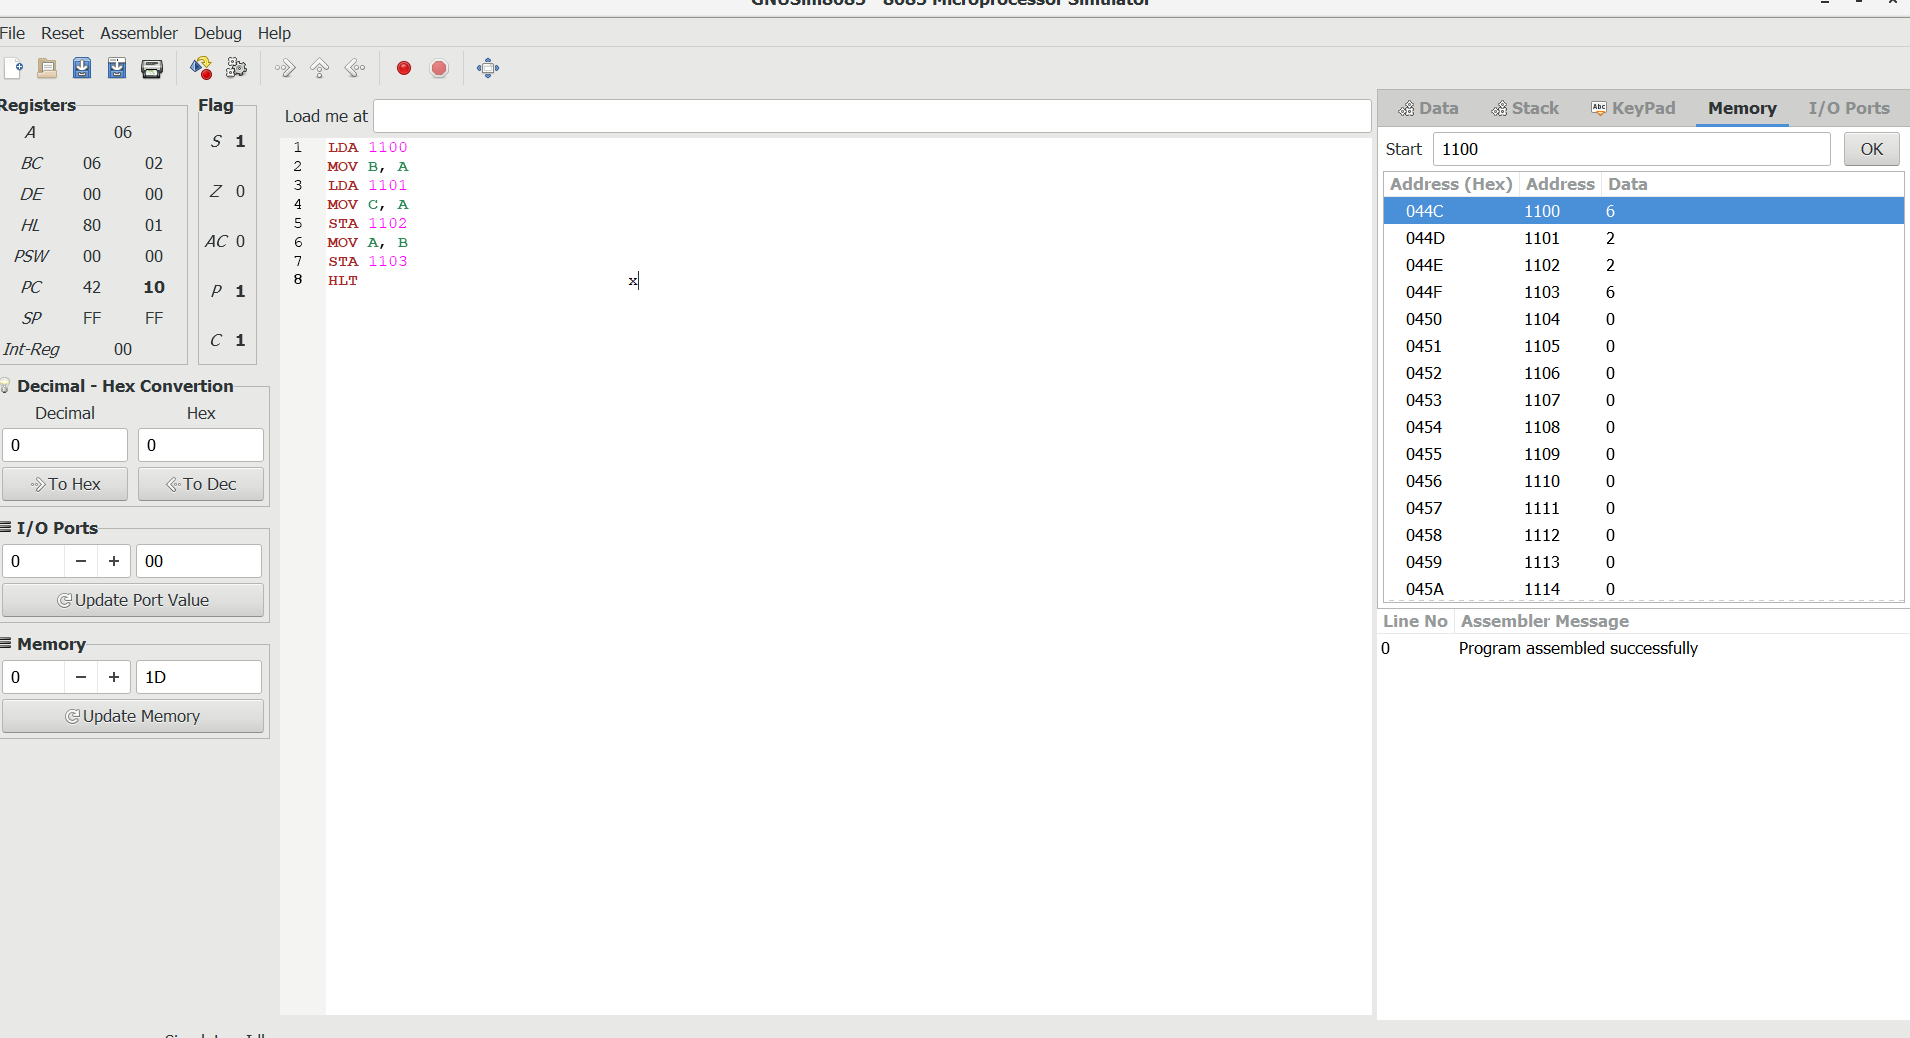 GNUSim8085 - 8085 Microprocessor Simulator
File Reset Assembler Debug Help
Registers
A 06
BC 06 02
DE 00 00
HL 80 01
PSW 00 00
PC 42 10
SP FF FF
Int-Reg 00
Flag
S 1
Z 0
AC 0
P 1
C 1
Decimal - Hex Convertion
Decimal Hex
0 0
To Hex To Dec
I/O Ports
0 − + 00
Update Port Value
Memory
0 − + 1D
Update Memory
Load me at
1 LDA 1100
2 MOV B, A
3 LDA 1101
4 MOV C, A
5 STA 1102
6 MOV A, B
7 STA 1103
8 HLT x
Data Stack Abc KeyPad Memory I/O Ports
Start 1100 OK
Address (Hex) Address Data
044C 1100 6
044D 1101 2
044E 1102 2
044F 1103 6
0450 1104 0
0451 1105 0
0452 1106 0
0453 1107 0
0454 1108 0
0455 1109 0
0456 1110 0
0457 1111 0
0458 1112 0
0459 1113 0
045A 1114 0
Line No Assembler Message
0 Program assembled successfully